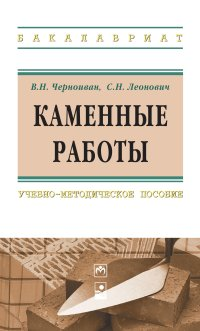 БАКАЛАВРИАТ
В.Н. Черноиван, С.Н. Леонович
КАМЕННЫЕ
РАБОТЫ
УЧЕБНО-МЕТОДИЧЕСКОЕ ПОСОБИЕ